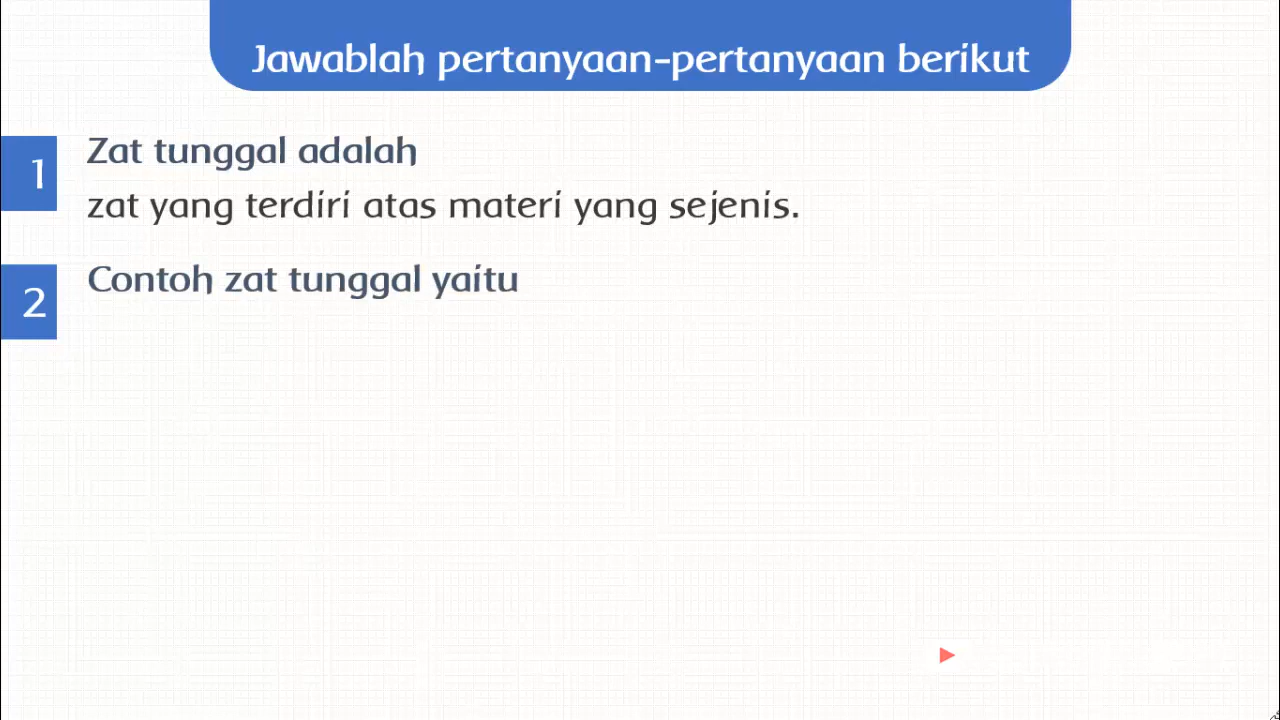 Jawablah pertanyaan-pertanyaan berikut
1
Zat tunggal adalah
zat yang terdiri atas materi yang sejenis.
2
Contoh zat tunggal yaitu